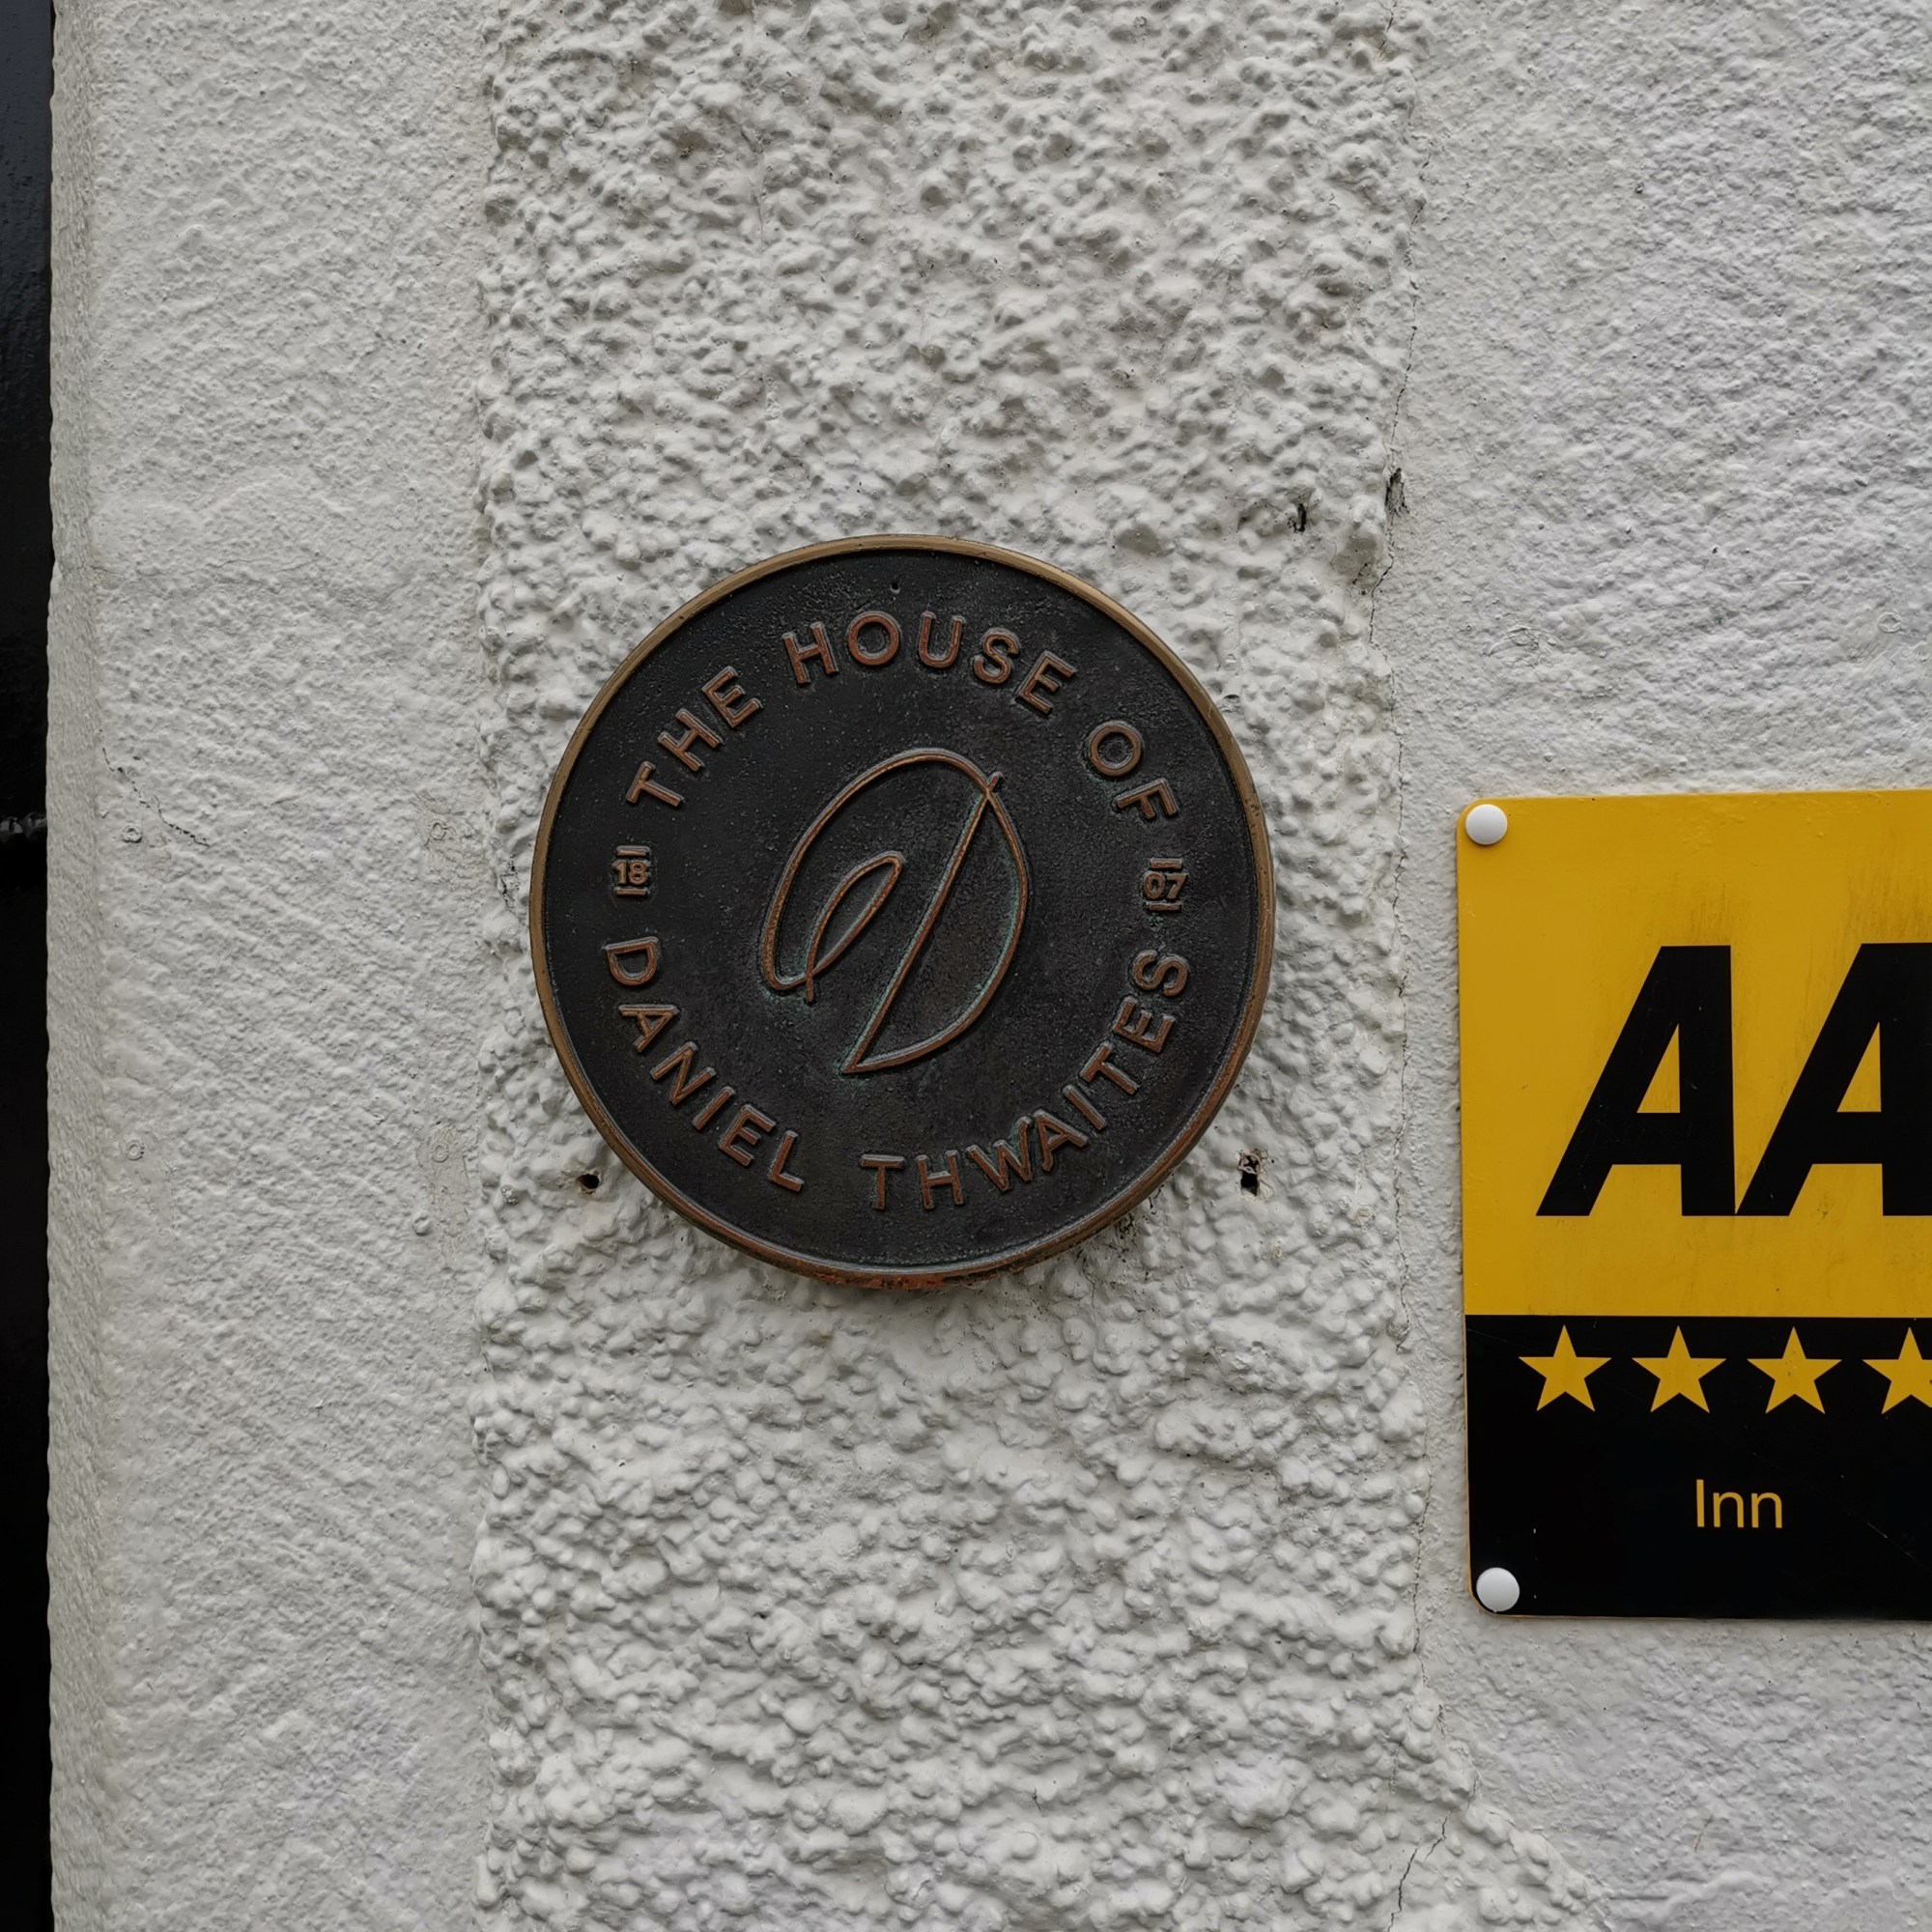 THE HOUSE OF
18 07
DANIEL THWAITES
AA
Inn